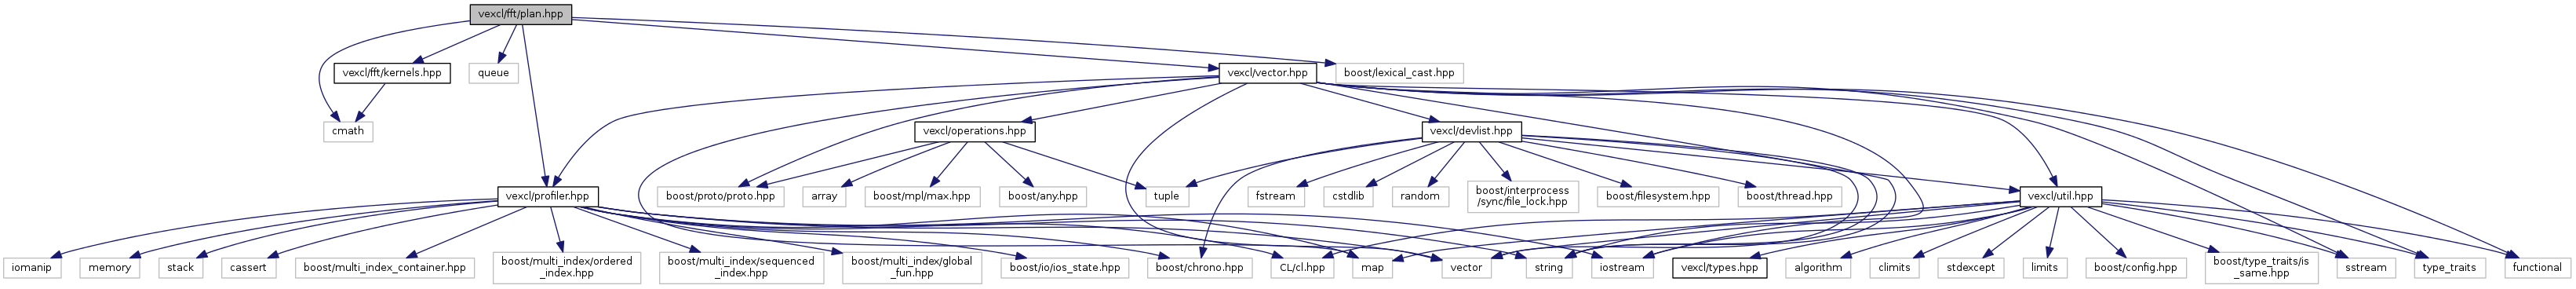 vexcl/fft/plan.hpp
vexcl/fft/kernels.hpp
queue
vexcl/vector.hpp
boost/lexical_cast.hpp
cmath
vexcl/operations.hpp
vexcl/devlist.hpp
vexcl/profiler.hpp
boost/proto/proto.hpp
array
boost/mpl/max.hpp
boost/any.hpp
tuple
fstream
cstdlib
random
boost/interprocess
/sync/file_lock.hpp
boost/filesystem.hpp
boost/thread.hpp
vexcl/util.hpp
iomanip
memory
stack
cassert
boost/multi_index_container.hpp
boost/multi_index/ordered
_index.hpp
boost/multi_index/sequenced
_index.hpp
boost/multi_index/global
_fun.hpp
boost/io/ios_state.hpp
boost/chrono.hpp
CL/cl.hpp
map
vector
string
iostream
vexcl/types.hpp
algorithm
climits
stdexcept
limits
boost/config.hpp
boost/type_traits/is
_same.hpp
sstream
type_traits
functional